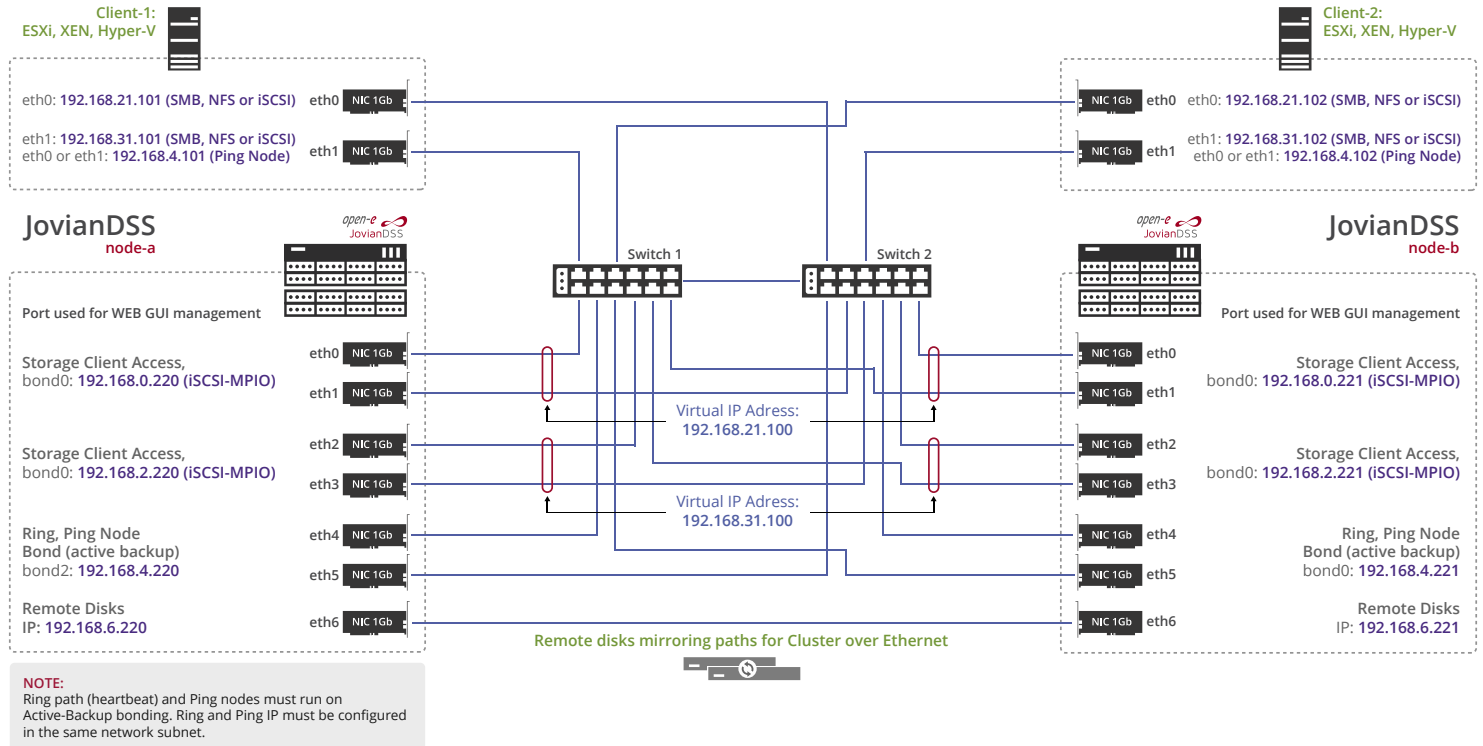 Client-1:
ESXi, XEN, Hyper-V
eth0: 192.168.21.101 (SMB, NFS or iSCSI)
eth0
NIC 1Gb
eth1: 192.168.31.101 (SMB, NFS or iSCSI)
eth0 or eth1: 192.168.4.101 (Ping Node)
eth1
NIC 1Gb
Client-2:
ESXi, XEN, Hyper-V
NIC 1Gb
eth0
eth0: 192.168.21.102 (SMB, NFS or iSCSI)
NIC 1Gb
eth1
eth1: 192.168.31.102 (SMB, NFS or iSCSI)
eth0 or eth1: 192.168.4.102 (Ping Node)
JovianDSS
node-a
open-e
JovianDSS
Switch 1
Switch 2
open-e
JovianDSS
JovianDSS
node-b
Port used for WEB GUI management
Storage Client Access,
bond0: 192.168.0.220 (iSCSI-MPIO)
eth0
NIC 1Gb
eth1
NIC 1Gb
Storage Client Access,
bond0: 192.168.2.220 (iSCSI-MPIO)
eth2
NIC 1Gb
eth3
NIC 1Gb
Ring, Ping Node
Bond (active backup)
bond2: 192.168.4.220
eth4
NIC 1Gb
eth5
NIC 1Gb
Remote Disks
IP: 192.168.6.220
eth6
NIC 1Gb
Virtual IP Adress:
192.168.21.100
Virtual IP Adress:
192.168.31.100
Port used for WEB GUI management
NIC 1Gb
eth0
NIC 1Gb
eth1
Storage Client Access,
bond0: 192.168.0.221 (iSCSI-MPIO)
NIC 1Gb
eth2
NIC 1Gb
eth3
Storage Client Access,
bond0: 192.168.2.221 (iSCSI-MPIO)
NIC 1Gb
eth4
NIC 1Gb
eth5
Ring, Ping Node
Bond (active backup)
bond0: 192.168.4.221
NIC 1Gb
eth6
Remote Disks
IP: 192.168.6.221
Remote disks mirroring paths for Cluster over Ethernet
NOTE:
Ring path (heartbeat) and Ping nodes must run on
Active-Backup bonding. Ring and Ping IP must be configured
in the same network subnet.